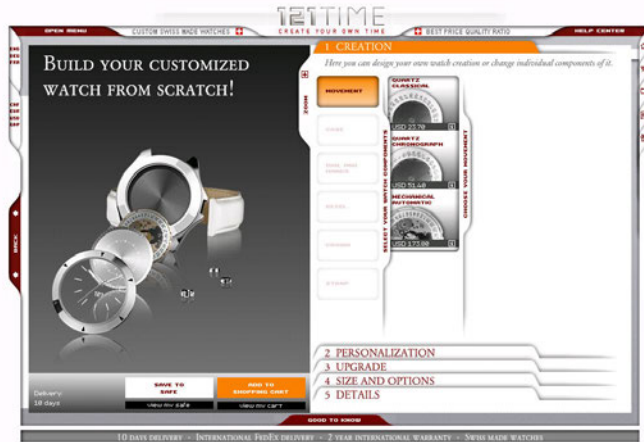 121TIME
CREATE YOUR OWN TIME
OPEN MENU
CUSTOM SWISS MADE WATCHES
BEST PRICE QUALITY RATIO
HELP CENTER
BUILD YOUR CUSTOMIZED
WATCH FROM SCRATCH!
1 CREATION
Here you can design your own watch creation or change individual components of it.
ZOOM
MOVEMENT
SELECT YOUR WATCH COMPONENTS
QUARTZ
CLASSICAL
USD 23.70
QUARTZ
CHRONOGRAPH
USD 51.40
MECHANICAL
AUTOMATIC
USD 173.80
CHOOSE YOUR MOVEMENT
BACK
2 PERSONALIZATION
3 UPGRADE
4 SIZE AND OPTIONS
5 DETAILS
Delivery:
10 days
SAVE TO
SAFE
view my safe
ADD TO
SHOPPING CART
view my cart
GOOD TO KNOW
10 DAYS DELIVERY - INTERNATIONAL FEDEX DELIVERY - 2 YEAR INTERNATIONAL WARRANTY - SWISS MADE WATCHES